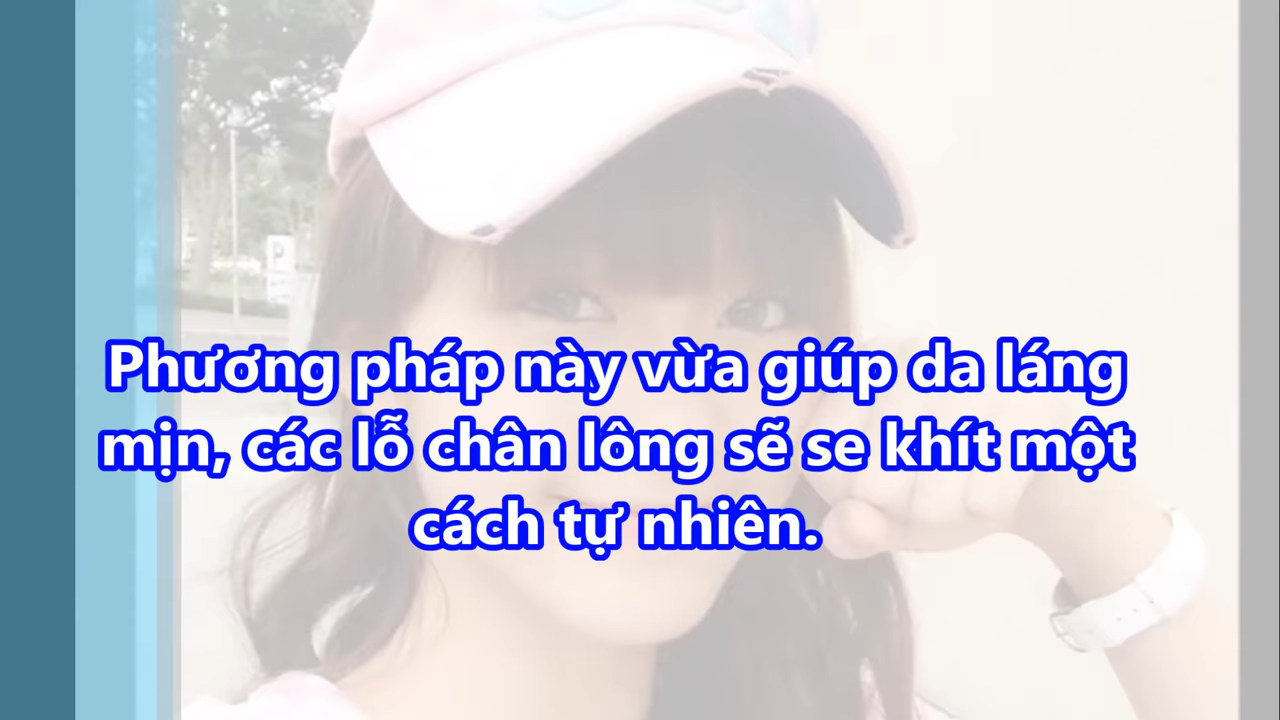 P
Phương pháp này vừa giúp da láng
mịn, các lỗ chân lông sẽ se khít một
cách tự nhiên.